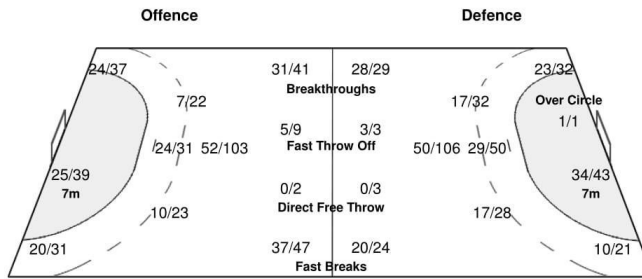 Offence Defence
24/37 31/41 28/29 23/32
Breakthroughs
7/22 17/32 Over Circle
1/1
5/9 3/3
Fast Throw Off
24/31 52/103 50/106 29/50
25/39 34/43
7m 7m
0/2 0/3
Direct Free Throw
10/23 17/28
20/31 37/47 20/24 10/21
Fast Breaks